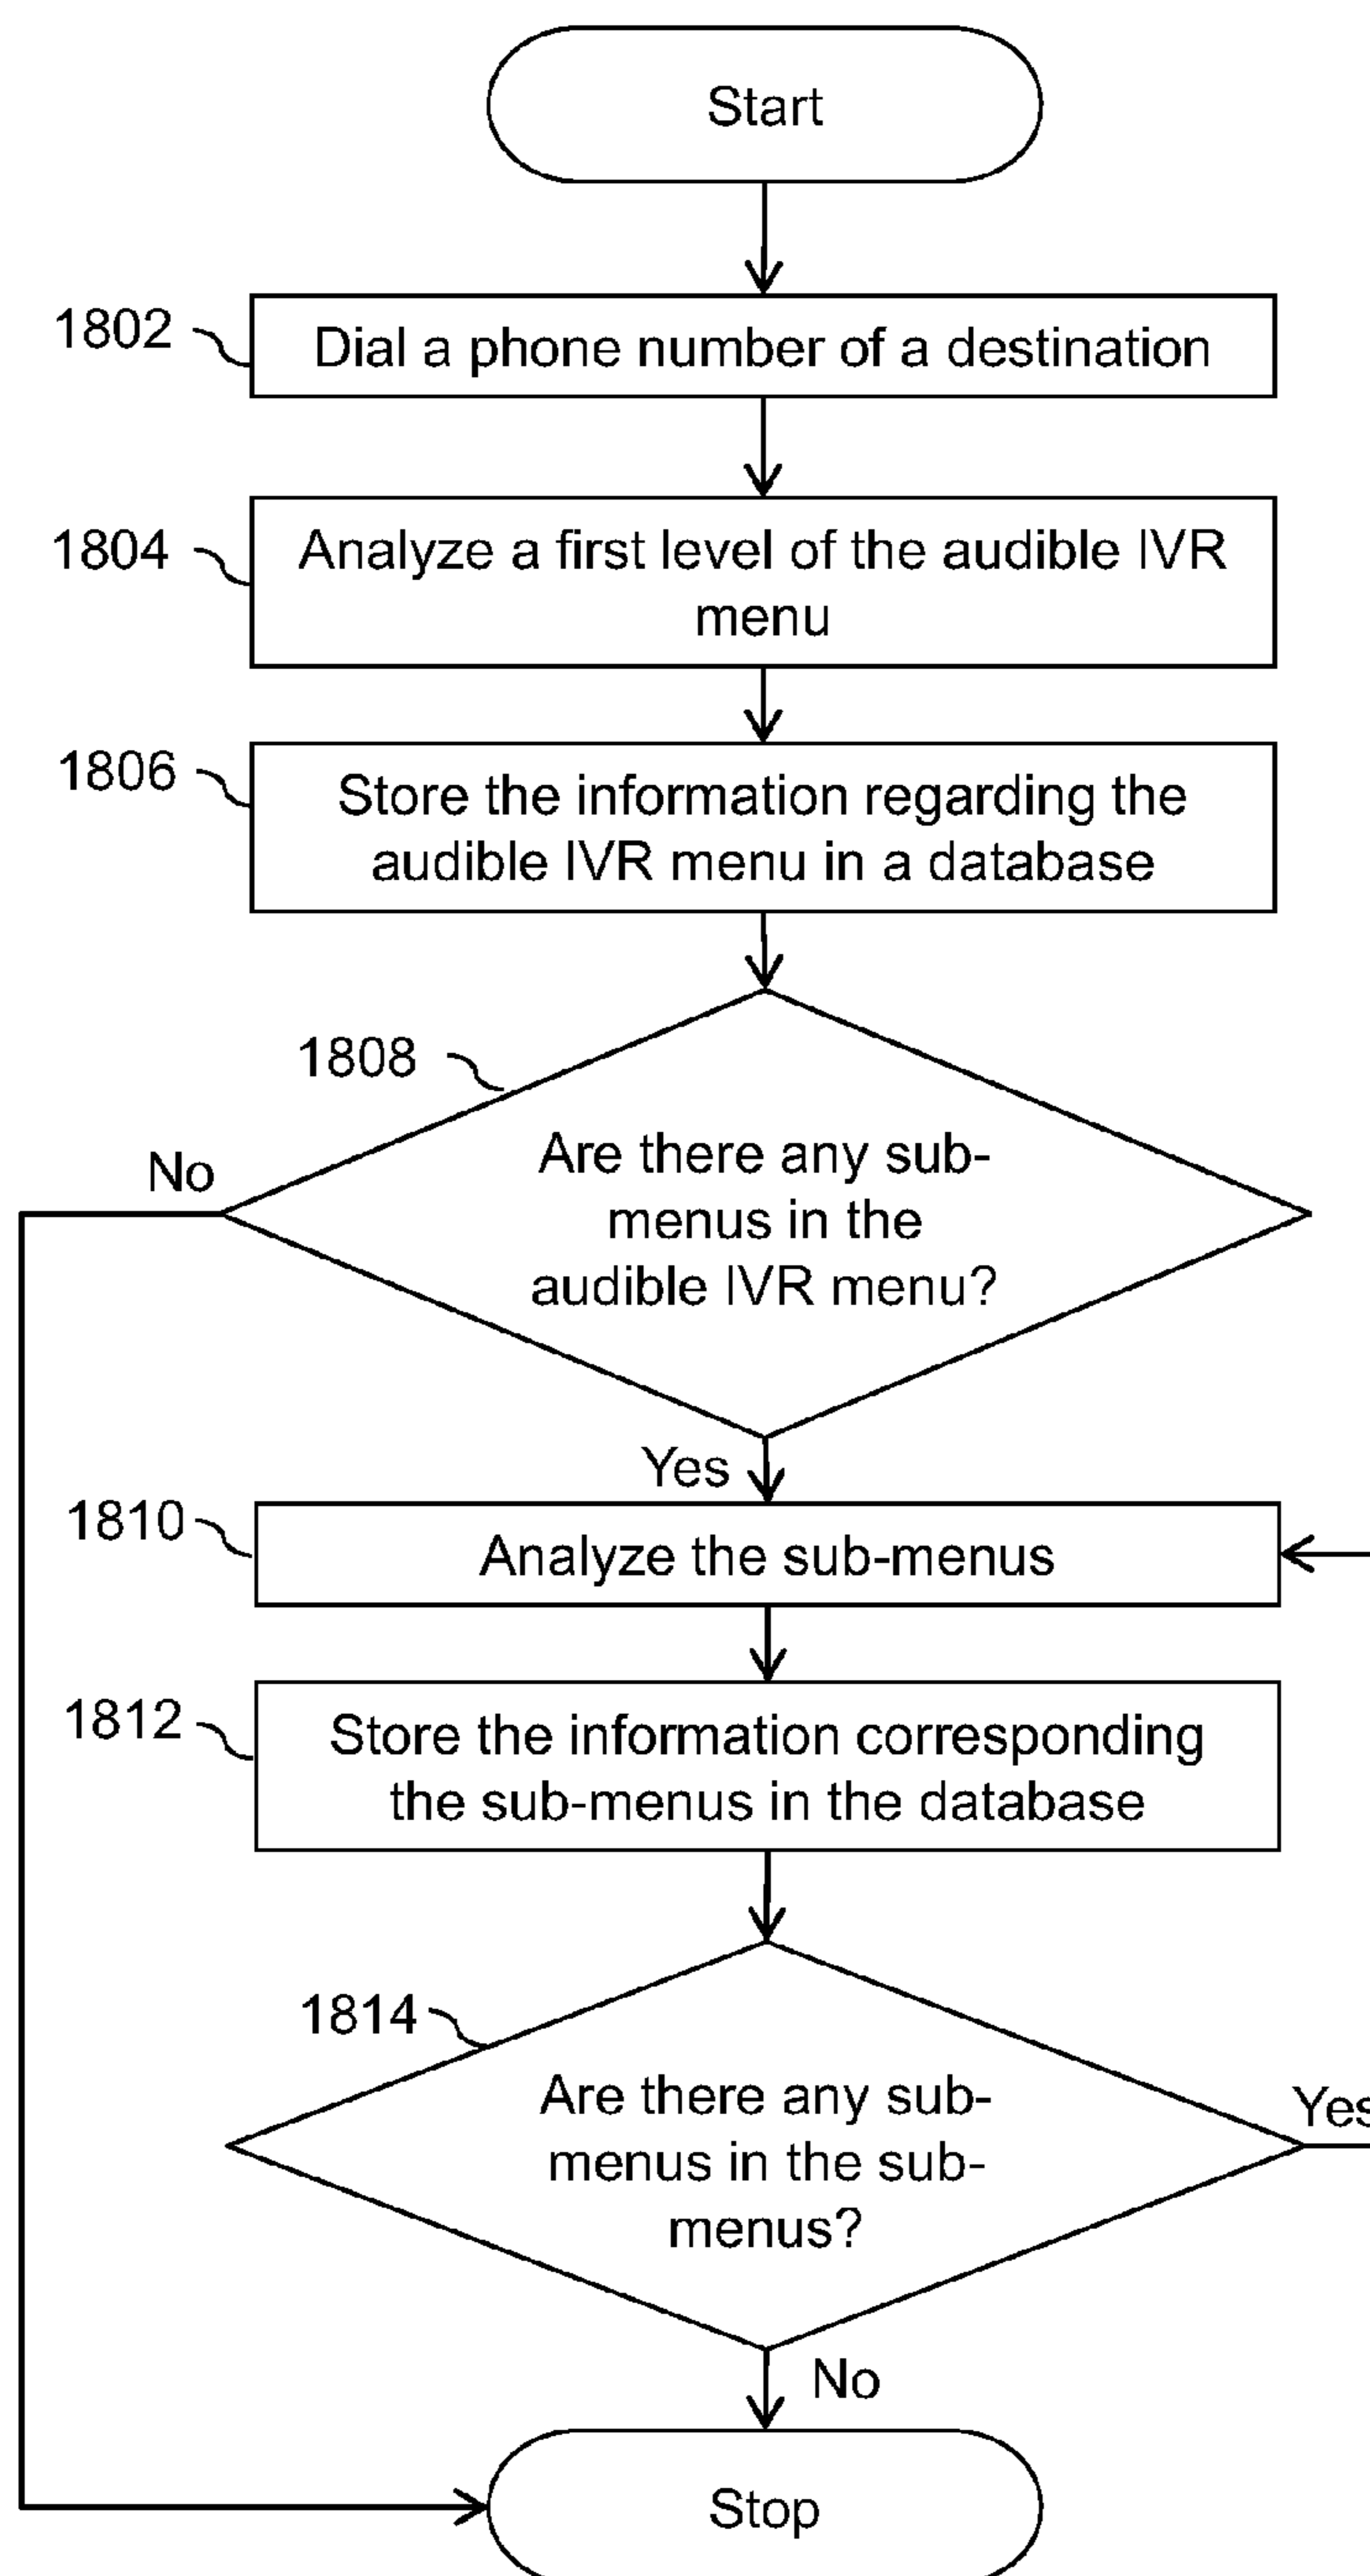 Start
1802
Dial a phone number of a destination
1804
Analyze a first level of the audible IVR
menu
1806
Store the information regarding the
audible IVR menu in a database
1808
Are there any sub-
menus in the
audible IVR menu?
No
Yes
1810
Analyze the sub-menus
1812
Store the information corresponding
the sub-menus in the database
1814
Are there any sub-
menus in the sub-
menus?
Yes
No
Stop